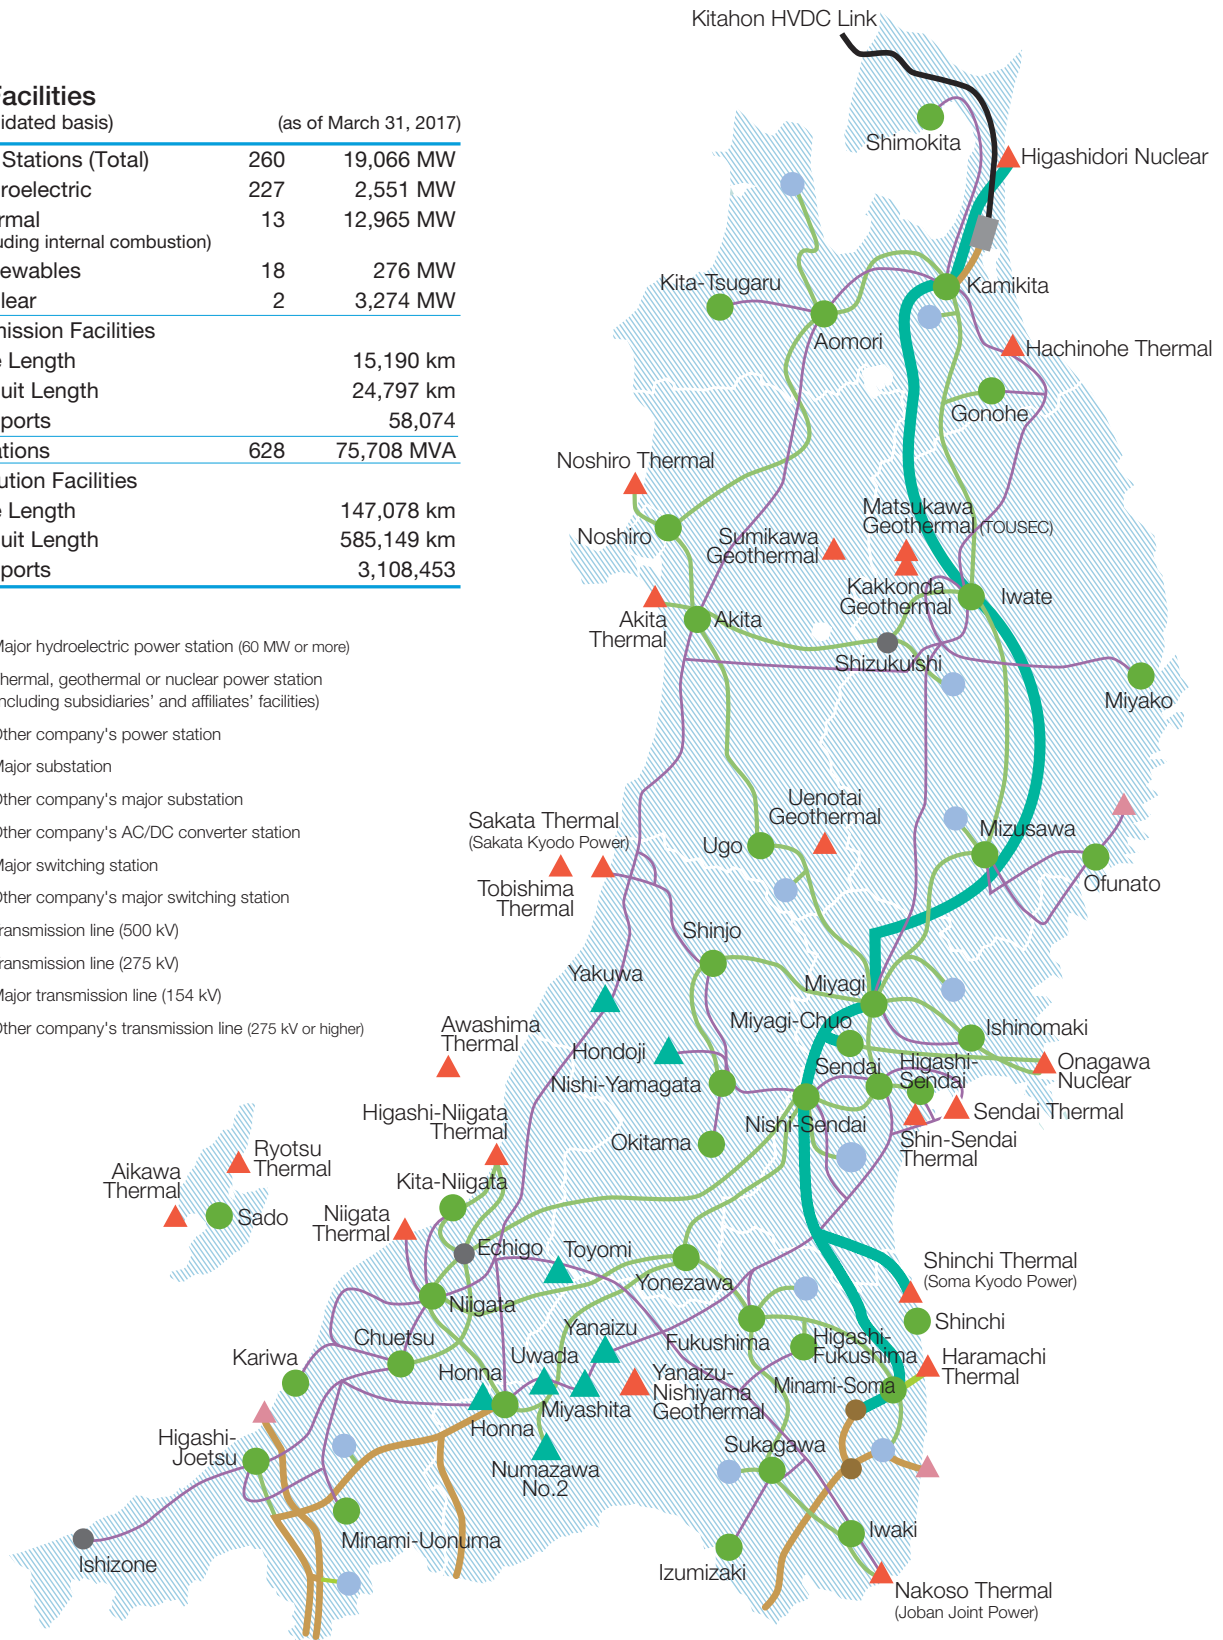 Facilities
idated basis)
(as of March 31, 2017)
Stations (Total) 260 19,066 MW
roelectric 227 2,551 MW
rmal 13 12,965 MW
uding internal combustion)
ewables 18 276 MW
lear 2 3,274 MW
mission Facilities
e Length 15,190 km
uit Length 24,797 km
pports 58,074
ations 628 75,708 MVA
ution Facilities
e Length 147,078 km
uit Length 585,149 km
pports 3,108,453
Major hydroelectric power station (60 MW or more)
hermal, geothermal or nuclear power station
ncluding subsidiaries' and affiliates' facilities)
Other company's power station
Major substation
Other company's major substation
Other company's AC/DC converter station
Major switching station
Other company's major switching station
ransmission line (500 kV)
ransmission line (275 kV)
Major transmission line (154 kV)
Other company's transmission line (275 kV or higher)
Kitahon HVDC Link
Shimokita
Higashidori Nuclear
Kita-Tsugaru
Kamikita
Aomori
Hachinohe Thermal
Gonohe
Noshiro Thermal
Noshiro
Matsukawa
Geothermal (TOUSEC)
Sumikawa
Geothermal
Kakkonda
Geothermal
Iwate
Akita
Thermal
Akita
Shizukuishi
Miyako
Uenotai
Geothermal
Sakata Thermal
(Sakata Kyodo Power)
Ugo
Mizusawa
Ofunato
Tobishima
Thermal
Shinjo
Yakuwa
Miyagi
Miyagi-Chuo
Ishinomaki
Awashima
Thermal
Hondoji
Sendai
Higashi-
Sendai
Onagawa
Nuclear
Nishi-Yamagata
Higashi-Niigata
Thermal
Nishi-Sendai
Sendai Thermal
Okitama
Shin-Sendai
Thermal
Ryotsu
Thermal
Aikawa
Thermal
Sado
Kita-Niigata
Niigata
Thermal
Echigo
Toyomi
Yonezawa
Shinchi Thermal
(Soma Kyodo Power)
Niigata
Shinchi
Chuetsu
Yanaizu
Fukushima
Higashi-
Fukushima
Kariwa
Honna
Uwada
Haramachi
Thermal
Yanaizu-
Nishiyama
Geothermal
Minami-Soma
Miyashita
Honna
Higashi-
Joetsu
Numazawa
No.2
Sukagawa
Minami-Uonuma
Iwaki
Ishizone
Izumizaki
Nakoso Thermal
(Joban Joint Power)